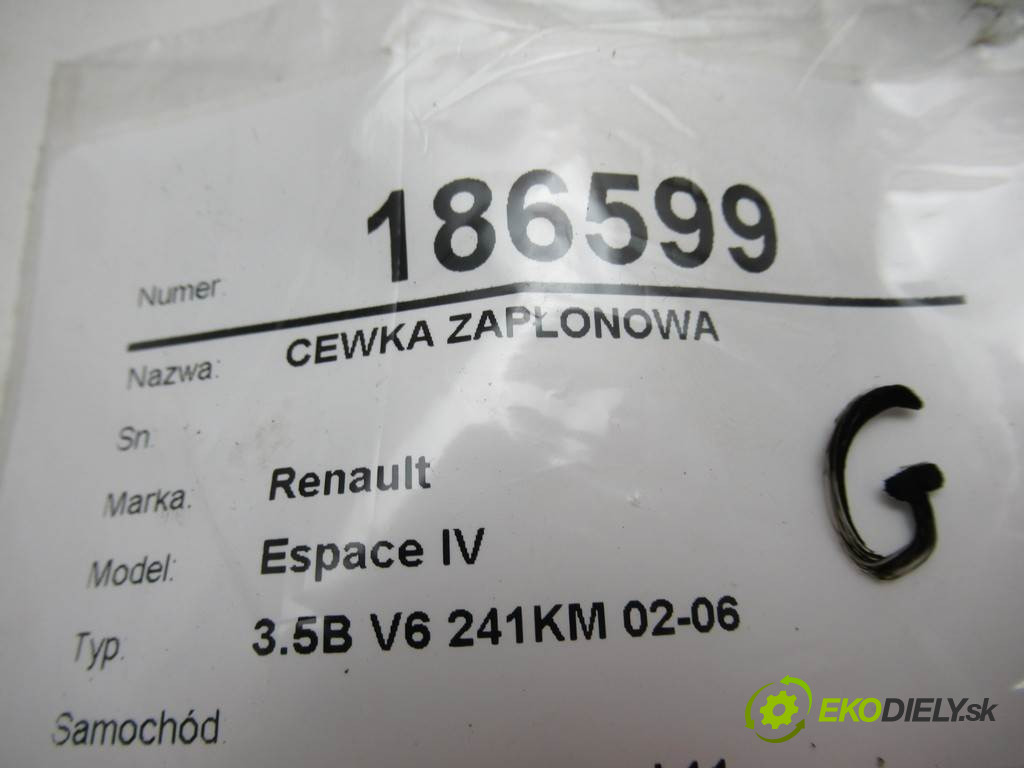 Numer: 186599
Nazwa: CEWKA ZAPŁONOWA
Sn:
Marka: Renault
Model: Espace IV
Typ: 3.5B V6 241KM 02-06
Samochód:
G
EKODIELY.sk